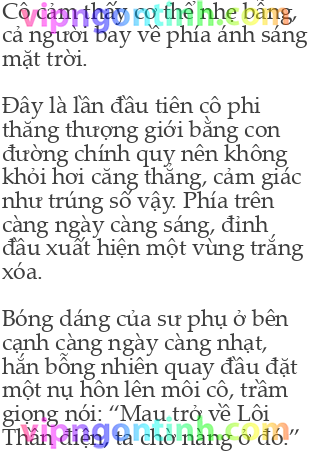 Cô cảm thấy cơ thể nhẹ bẫng,
vipngontinh.com
cả người bay về phía ánh sáng
mặt trời.
Đây là lần đầu tiên cô phi
thăng thượng giới bằng con
đường chính quy nên không
khỏi hơi căng thẳng, cảm giác
như trúng số vậy. Phía trên
càng ngày càng sáng, đỉnh
đầu xuất hiện một vùng trắng
xóa.
Bóng dáng của sư phụ ở bên
cạnh càng ngày càng nhạt,
hắn bỗng nhiên quay đầu đặt
một nụ hôn lên môi cô, trầm
giọng nói: “Mau trở về Lôi
Thần điện, ta chờ nàng ở đó.”
vipngontinh.com